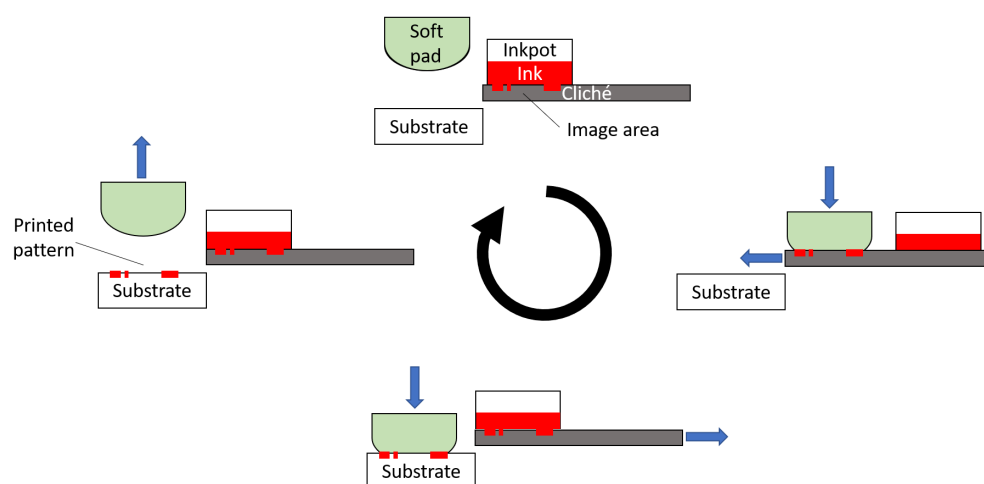 Soft
pad
Inkpot
Ink
Cliché
Substrate
Image area
Printed
pattern
Substrate
Substrate
Substrate